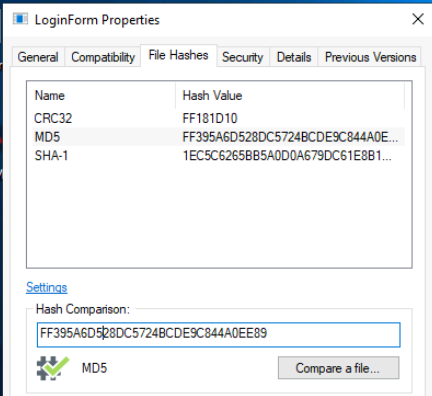 LoginForm Properties
General Compatibility File Hashes Security Details Previous Versions
Name Hash Value
CRC32 FF181D10
MD5 FF395A6D528DC5724BCDE9C844A0E...
SHA-1 1EC5C6265BB5A0D0A679DC61E8B1...
Settings
Hash Comparison:
FF395A6D528DC5724BCDE9C844A0EE89
MD5 Compare a file...